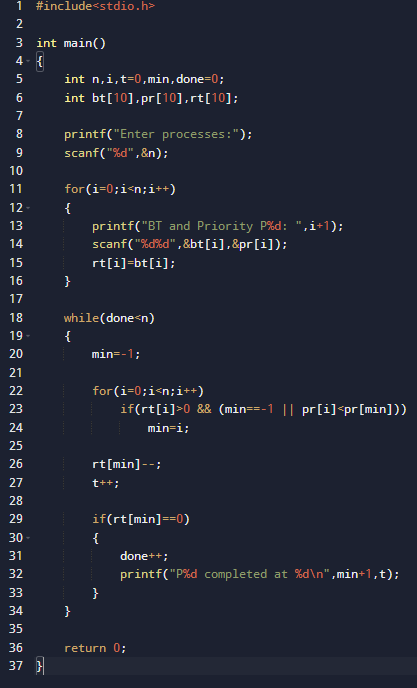 1 #include<stdio.h>
2
3 int main()
4 {
5     int n,i,t=0,min,done=0;
6     int bt[10],pr[10],rt[10];
7
8     printf("Enter processes:");
9     scanf("%d",&n);
10
11     for(i=0;i<n;i++)
12     {
13         printf("BT and Priority P%d: ",i+1);
14         scanf("%d%d",&bt[i],&pr[i]);
15         rt[i]=bt[i];
16     }
17
18     while(done<n)
19     {
20         min=-1;
21
22         for(i=0;i<n;i++)
23             if(rt[i]>0 && (min==-1 || pr[i]<pr[min]))
24                 min=i;
25
26         rt[min]--;
27         t++;
28
29         if(rt[min]==0)
30         {
31             done++;
32             printf("P%d completed at %d\n",min+1,t);
33         }
34     }
35
36     return 0;
37 }